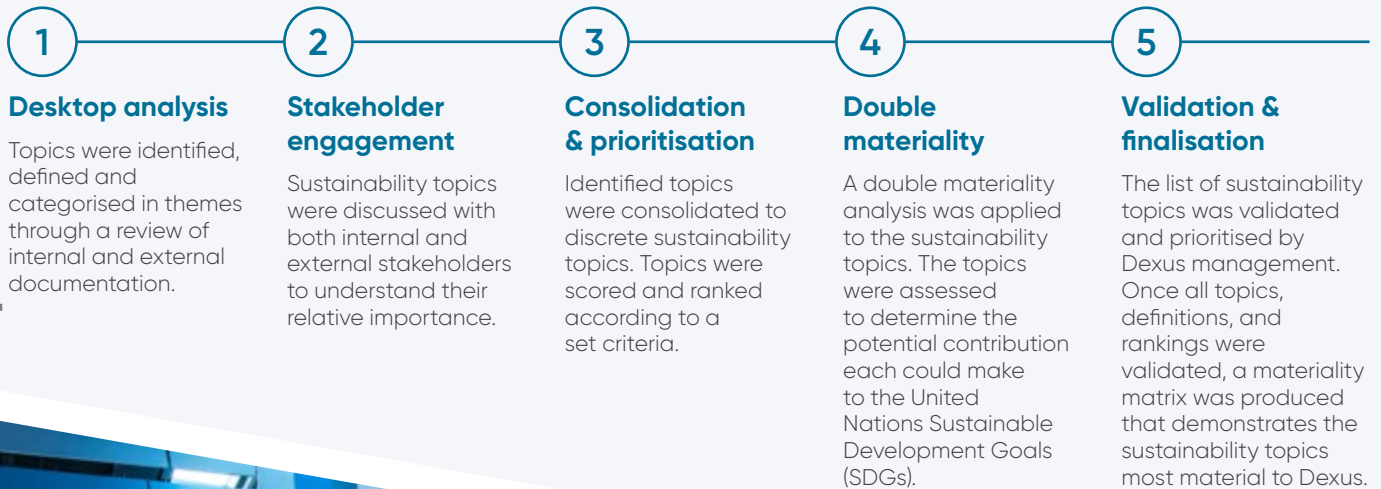 1
Desktop analysis
Topics were identified,
defined and
categorised in themes
through a review of
internal and external
documentation.
2
Stakeholder
engagement
Sustainability topics
were discussed with
both internal and
external stakeholders
to understand their
relative importance.
3
Consolidation
& prioritisation
Identified topics
were consolidated to
discrete sustainability
topics. Topics were
scored and ranked
according to a
set criteria.
4
Double
materiality
A double materiality
analysis was applied
to the sustainability
topics. The topics
were assessed
to determine the
potential contribution
each could make
to the United
Nations Sustainable
Development Goals
(SDGs).
5
Validation &
finalisation
The list of sustainability
topics was validated
and prioritised by
Dexus management.
Once all topics,
definitions, and
rankings were
validated, a materiality
matrix was produced
that demonstrates the
sustainability topics
most material to Dexus.